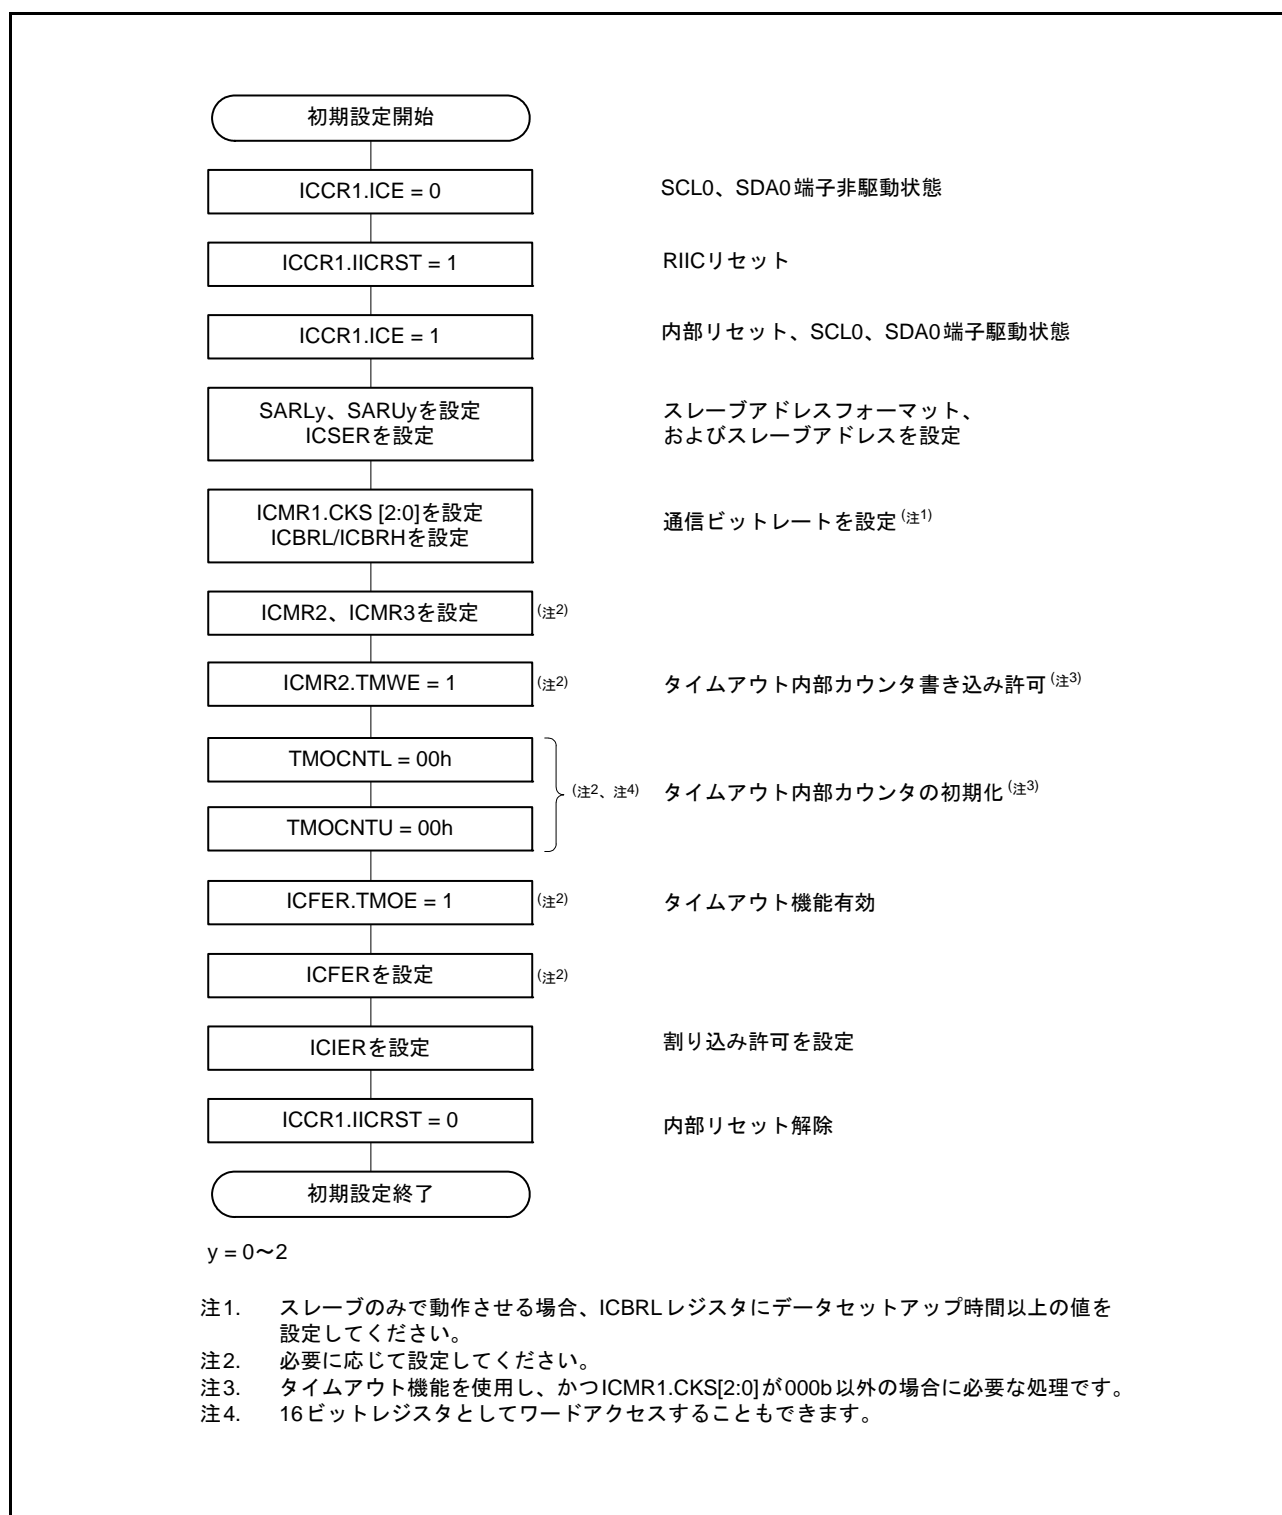 初期設定開始
ICCR1.ICE = 0
SCL0、SDA0端子非駆動状態
ICCR1.IICRST = 1
RIICリセット
ICCR1.ICE = 1
内部リセット、SCL0、SDA0端子駆動状態
SARLy、SARUyを設定
ICSERを設定
スレーブアドレスフォーマット、
およびスレーブアドレスを設定
ICMR1.CKS [2:0]を設定
ICBRL/ICBRHを設定
通信ビットレートを設定 (注1)
ICMR2、ICMR3を設定 (注2)
ICMR2.TMWE = 1 (注2)
タイムアウト内部カウンタ書き込み許可 (注3)
TMOCNTL = 00h
TMOCNTU = 00h
(注2、注4) タイムアウト内部カウンタの初期化 (注3)
ICFER.TMOE = 1 (注2)
タイムアウト機能有効
ICFERを設定 (注2)
ICIERを設定
割り込み許可を設定
ICCR1.IICRST = 0
内部リセット解除
初期設定終了
y = 0～2
注1. スレーブのみで動作させる場合、ICBRLレジスタにデータセットアップ時間以上の値を
設定してください。
注2. 必要に応じて設定してください。
注3. タイムアウト機能を使用し、かつICMR1.CKS[2:0]が000b以外の場合に必要な処理です。
注4. 16ビットレジスタとしてワードアクセスすることもできます。